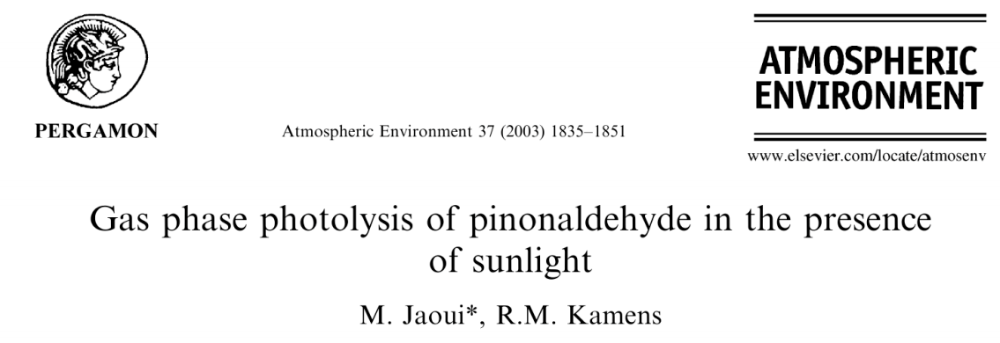 PERGAMON
Atmospheric Environment 37 (2003) 1835–1851
ATMOSPHERIC
ENVIRONMENT
www.elsevier.com/locate/atmosenv
Gas phase photolysis of pinonaldehyde in the presence
of sunlight
M. Jaoui*, R.M. Kamens